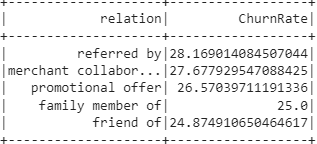 +------------------+------------------+
|          relation|         ChurnRate|
+------------------+------------------+
|       referred by|28.169014084507044|
|merchant collabor...|27.677929547088425|
|  promotional offer| 26.57039711191336|
|   family member of|              25.0|
|         friend of|24.874910650464617|
+------------------+------------------+